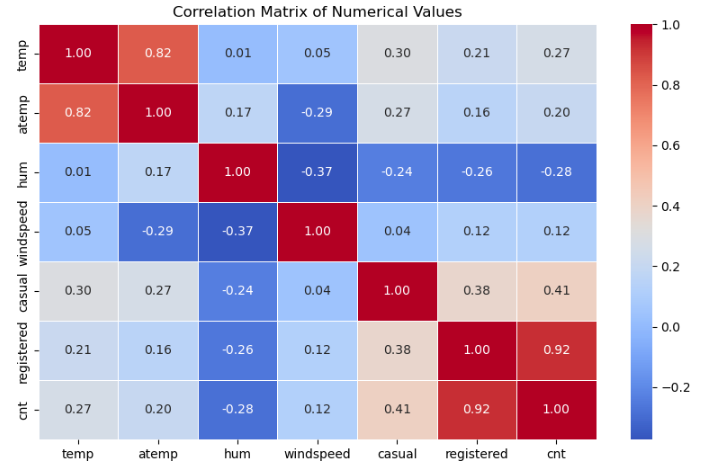 Correlation Matrix of Numerical Values
temp 1.00 0.82 0.01 0.05 0.30 0.21 0.27
atemp 0.82 1.00 0.17 -0.29 0.27 0.16 0.20
hum 0.01 0.17 1.00 -0.37 -0.24 -0.26 -0.28
windspeed 0.05 -0.29 -0.37 1.00 0.04 0.12 0.12
casual 0.30 0.27 -0.24 0.04 1.00 0.38 0.41
registered 0.21 0.16 -0.26 0.12 0.38 1.00 0.92
cnt 0.27 0.20 -0.28 0.12 0.41 0.92 1.00
temp atemp hum windspeed casual registered cnt
1.0
0.8
0.6
0.4
0.2
0.0
−0.2